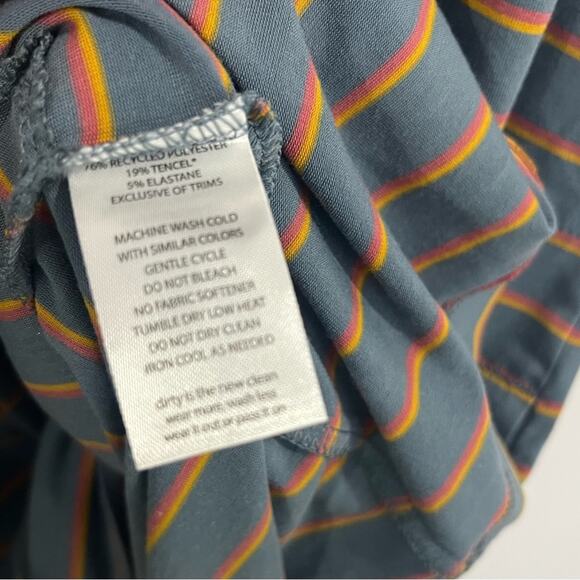 76% RECYCLED POLYESTER
19% TENCEL*
5% ELASTANE
EXCLUSIVE OF TRIMS
MACHINE WASH COLD
WITH SIMILAR COLORS
GENTLE CYCLE
DO NOT BLEACH
NO FABRIC SOFTENER
TUMBLE DRY LOW HEAT
DO NOT DRY CLEAN
IRON COOL AS NEEDED
dirty is the new clean
wear more, wash less
wear it out or pass it on